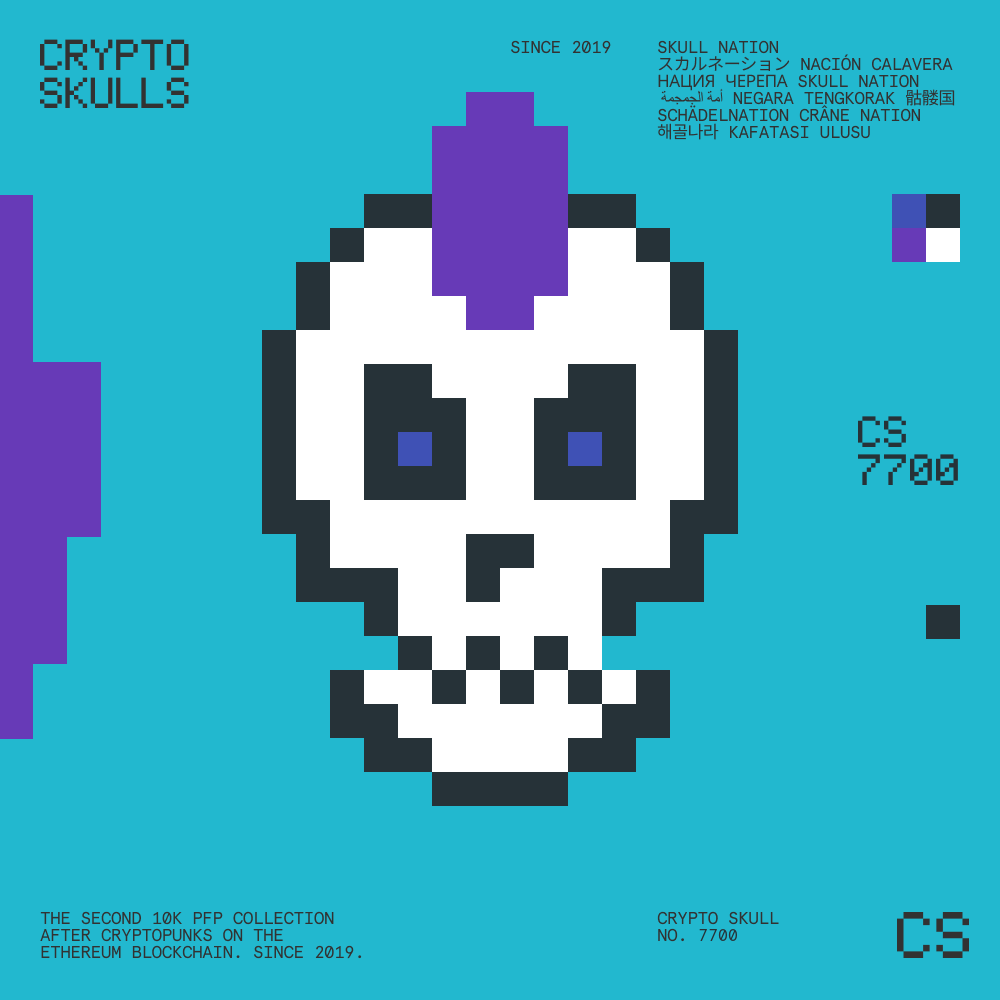 CRYPTO
SKULLS
SINCE 2019
SKULL NATION
スカルネーション NACIÓN CALAVERA
НАЦИЯ ЧЕРЕПА SKULL NATION
أمة الجمجمة NEGARA TENGKORAK 骷髅国
SCHÄDELNATION CRÂNE NATION
해골나라 KAFATASI ULUSU
CS
7700
THE SECOND 10K PFP COLLECTION
AFTER CRYPTOPUNKS ON THE
ETHEREUM BLOCKCHAIN. SINCE 2019.
CRYPTO SKULL
NO. 7700
CS